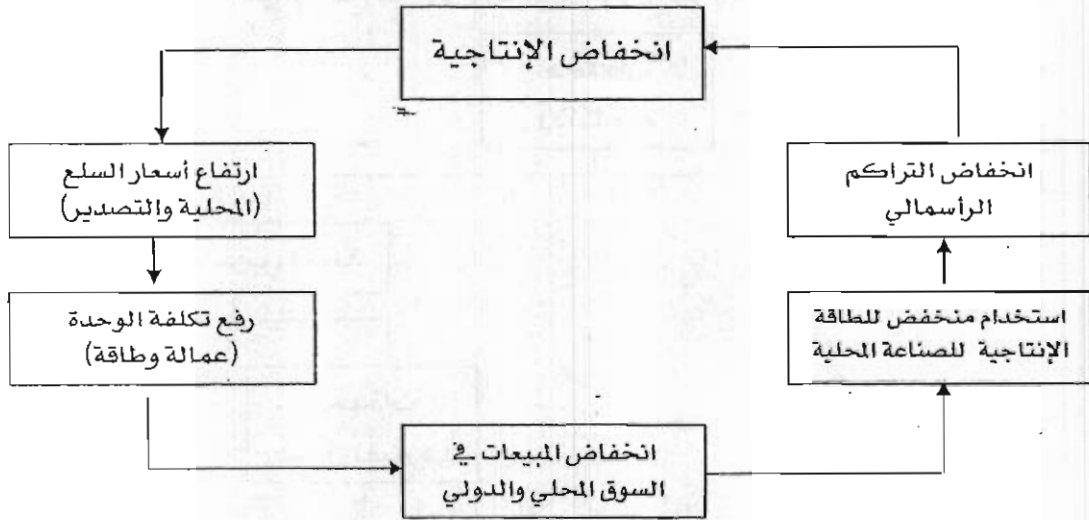 انخفاض الإنتاجية
ارتفاع أسعار السلع
(المحلية والتصدير)
رفع تكلفة الوحدة
(عمالة وطاقة)
انخفاض المبيعات في
السوق المحلي والدولي
استخدام منخفض للطاقة
الإنتاجية للصناعة المحلية
انخفاض التراكم
الرأسمالي